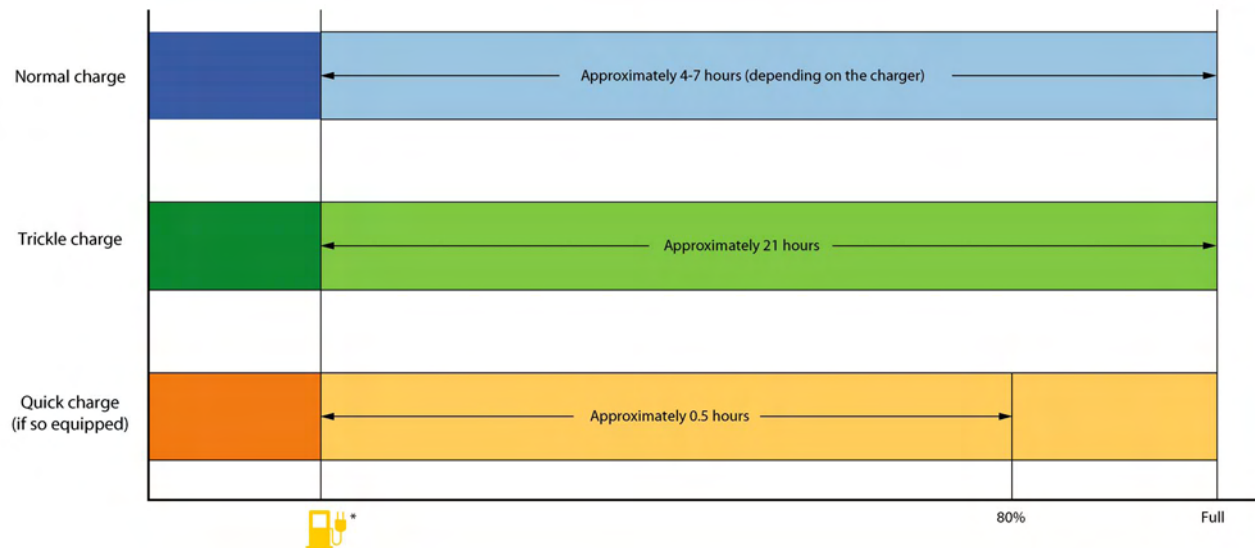 Normal charge
Approximately 4-7 hours (depending on the charger)
Trickle charge
Approximately 21 hours
Quick charge
(if so equipped)
Approximately 0.5 hours
*
80%
Full